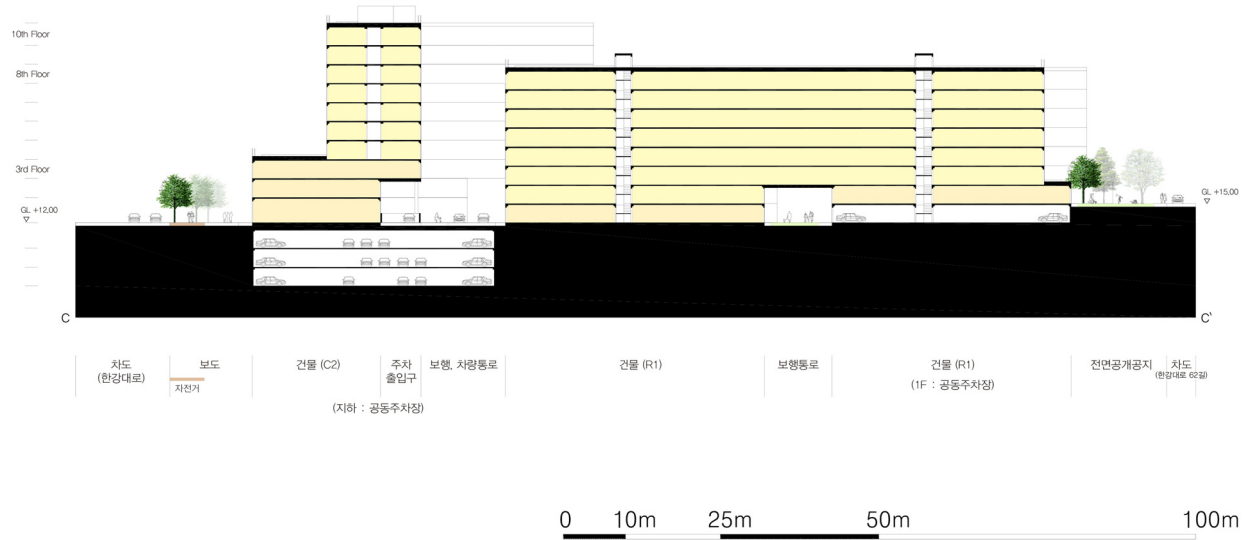 10th Floor
8th Floor
3rd Floor
GL +12,00
GL +15,00
C
C`
차도
(한강대로)
보도
자전거
건물 (C2)
주차
출입구
보행, 차량통로
(지하 : 공동주차장)
건물 (R1)
보행통로
건물 (R1)
(1F : 공동주차장)
전면공개공지
차도
(한강대로 62길)
0 10m 25m 50m 100m